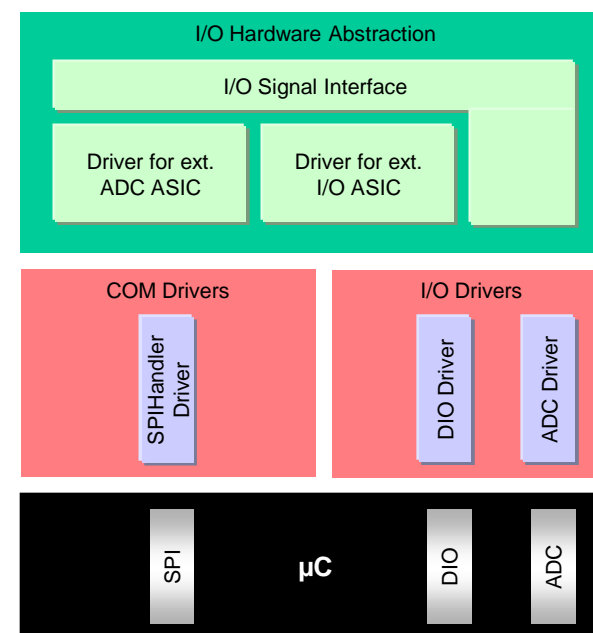 I/O Hardware Abstraction
I/O Signal Interface
Driver for ext.
ADC ASIC
Driver for ext.
I/O ASIC
COM Drivers
I/O Drivers
SPIHandler
Driver
DIO Driver
ADC Driver
SPI
µC
DIO
ADC